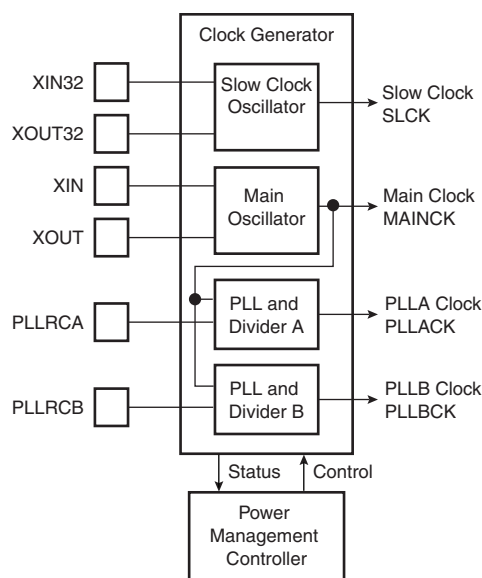 Clock Generator
XIN32
Slow Clock
Oscillator
Slow Clock
SLCK
XOUT32
XIN
Main
Oscillator
Main Clock
MAINCK
XOUT
PLLRCA
PLL and
Divider A
PLLA Clock
PLLACK
PLLRCB
PLL and
Divider B
PLLB Clock
PLLBCK
Status
Control
Power
Management
Controller